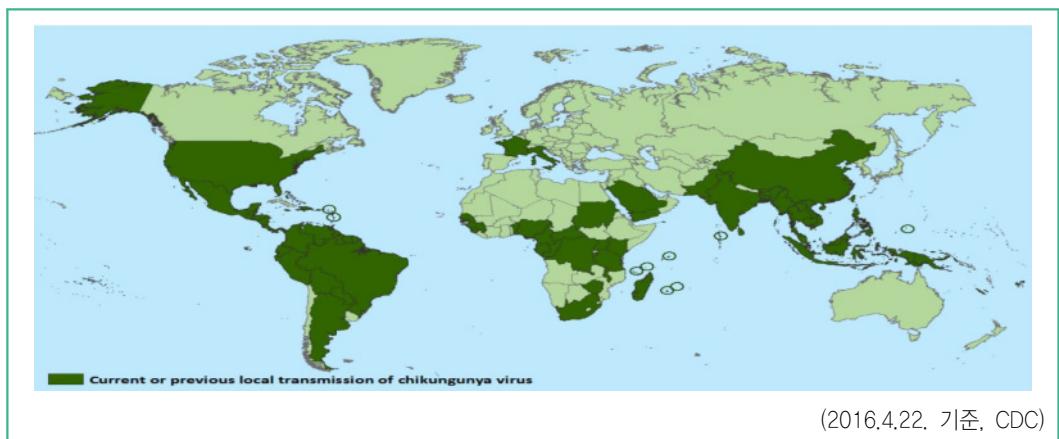 Current or previous local transmission of chikungunya virus
(2016.4.22. 기준, CDC)